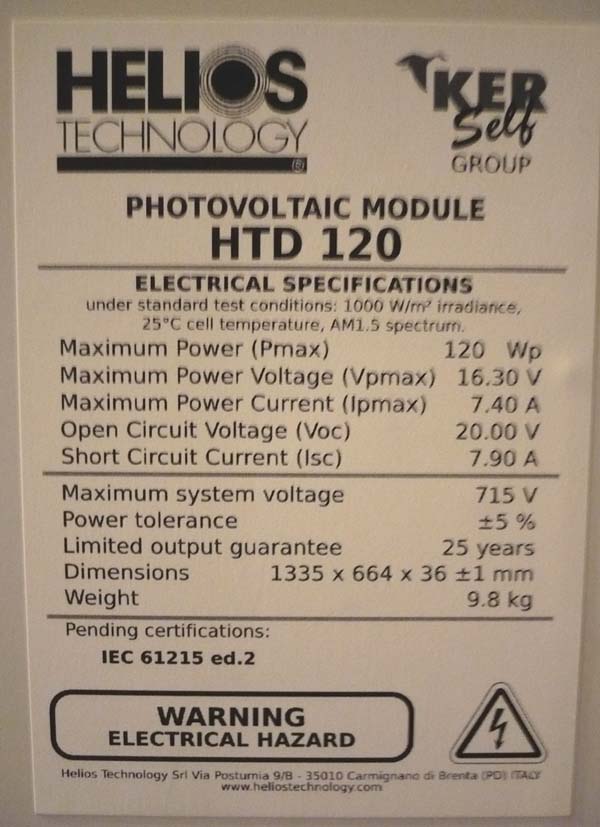 HELIOS
TECHNOLOGY
®
KER
Self
GROUP
PHOTOVOLTAIC MODULE
HTD 120
ELECTRICAL SPECIFICATIONS
under standard test conditions: 1000 W/m² irradiance,
25°C cell temperature, AM1.5 spectrum.
Maximum Power (Pmax) 120 Wp
Maximum Power Voltage (Vpmax) 16.30 V
Maximum Power Current (Ipmax) 7.40 A
Open Circuit Voltage (Voc) 20.00 V
Short Circuit Current (Isc) 7.90 A
Maximum system voltage 715 V
Power tolerance ±5 %
Limited output guarantee 25 years
Dimensions 1335 x 664 x 36 ±1 mm
Weight 9.8 kg
Pending certifications:
IEC 61215 ed.2
WARNING
ELECTRICAL HAZARD
Helios Technology Srl Via Postumia 9/B - 35010 Carmignano di Brenta (PD) ITALY
www.heliostechnology.com